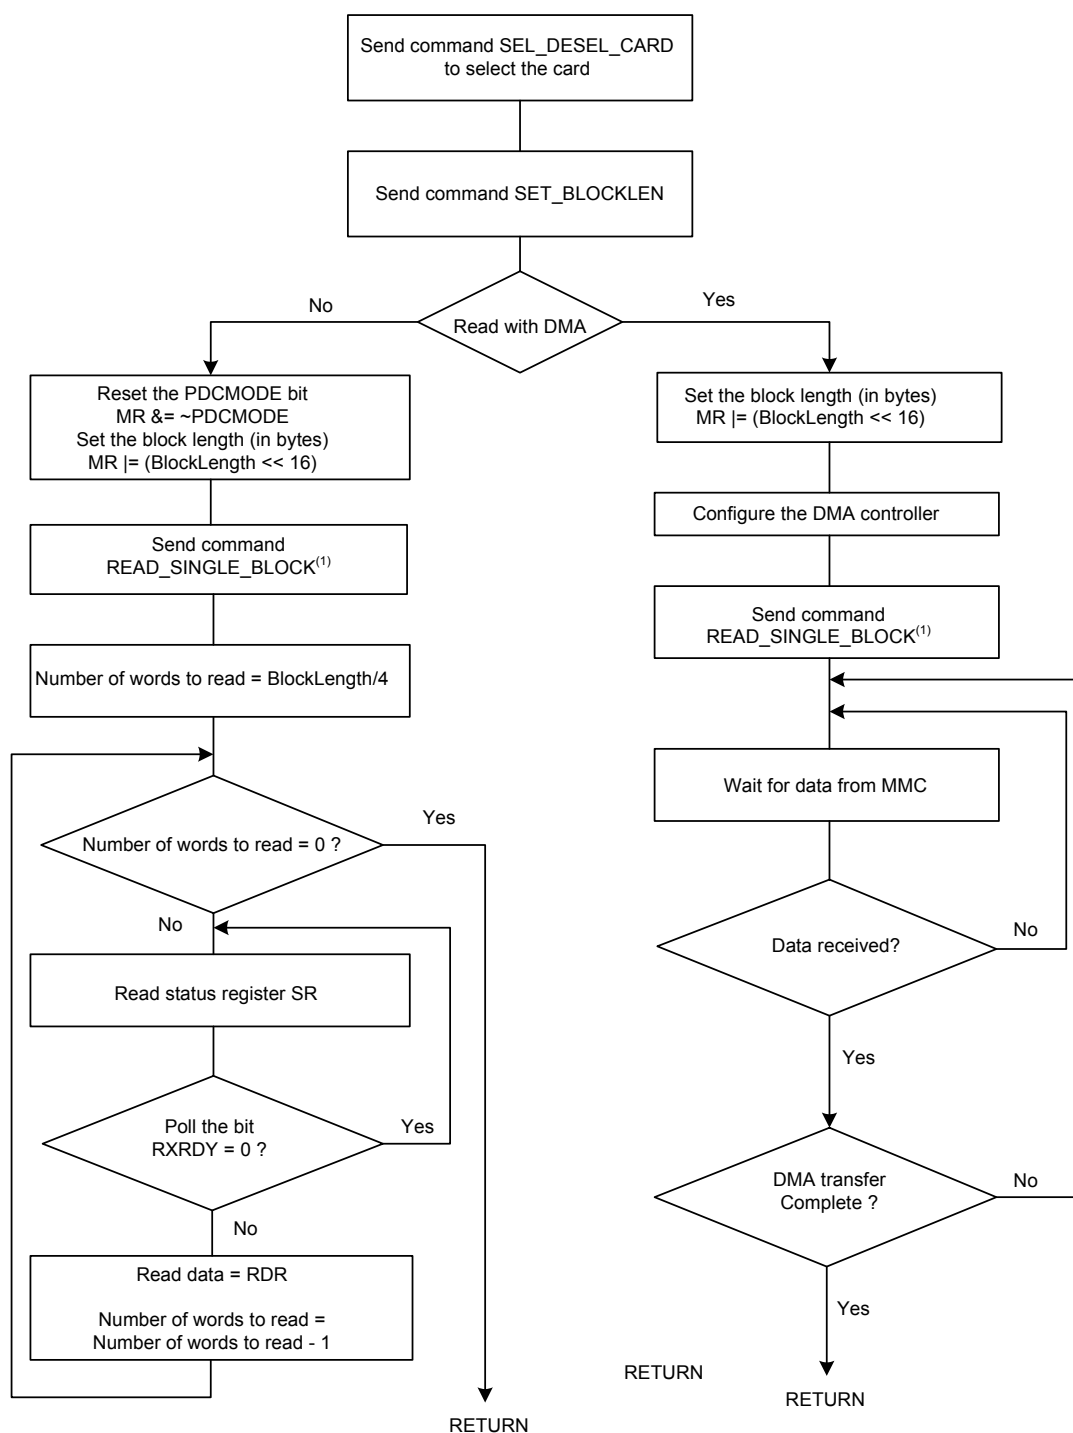 Send command SEL_DESEL_CARD
to select the card
Send command SET_BLOCKLEN
No
Yes
Read with DMA
Reset the PDCMODE bit
MR &= ~PDCMODE
Set the block length (in bytes)
MR |= (BlockLength << 16)
Send command
READ_SINGLE_BLOCK(1)
Number of words to read = BlockLength/4
Number of words to read = 0 ?
Yes
No
Read status register SR
Poll the bit
RXRDY = 0 ?
Yes
No
Read data = RDR
Number of words to read =
Number of words to read - 1
RETURN
Set the block length (in bytes)
MR |= (BlockLength << 16)
Configure the DMA controller
Send command
READ_SINGLE_BLOCK(1)
Wait for data from MMC
Data received?
No
Yes
DMA transfer
Complete ?
No
Yes
RETURN
RETURN